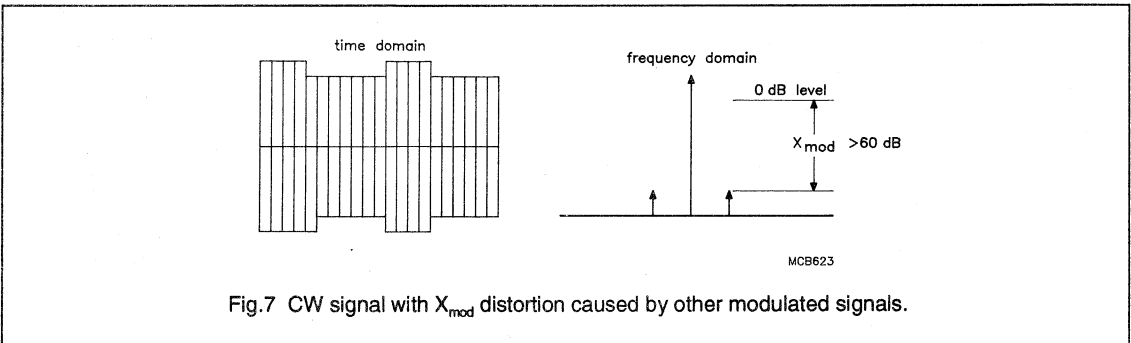 time domain
frequency domain
0 dB level
Xmod >60 dB
MCB623
Fig.7 CW signal with Xmod distortion caused by other modulated signals.